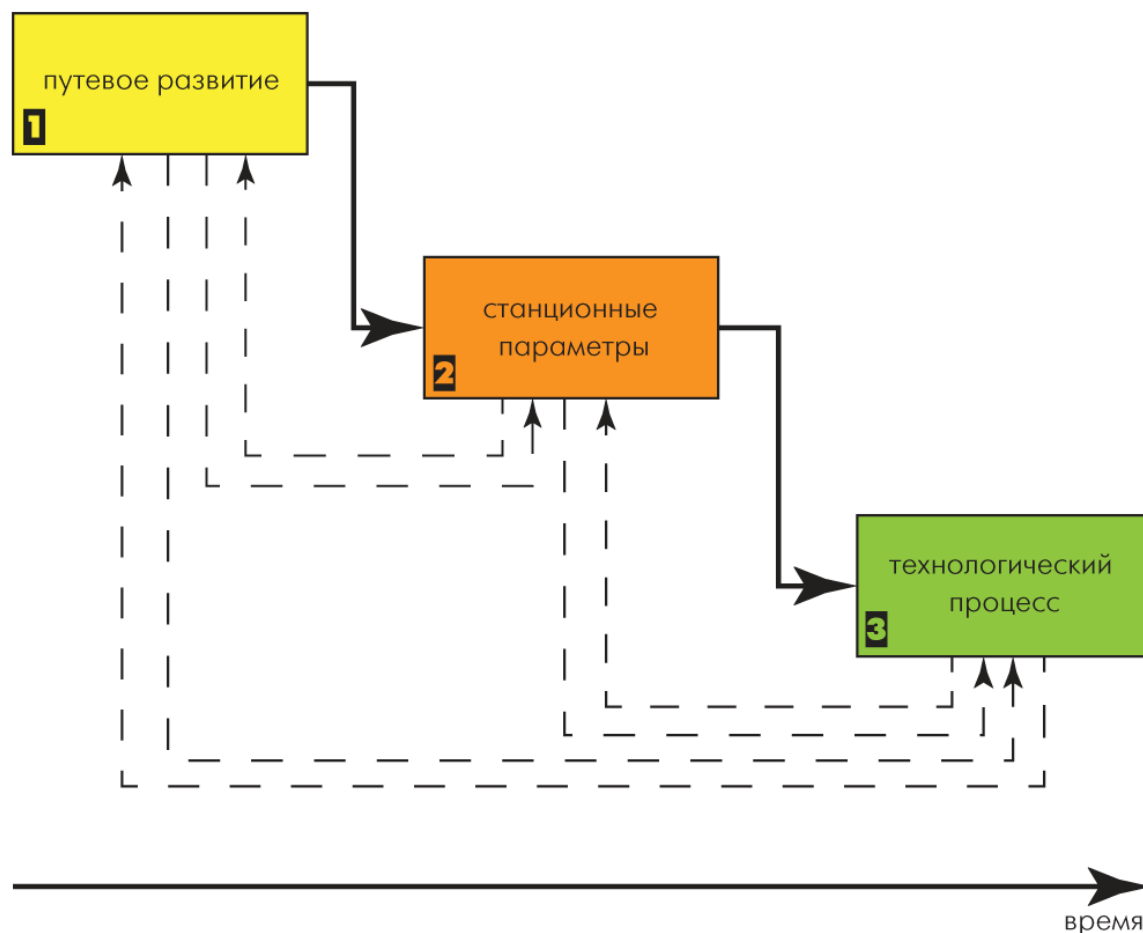 путевое развитие
1
станционные
параметры
2
технологический
процесс
3
время